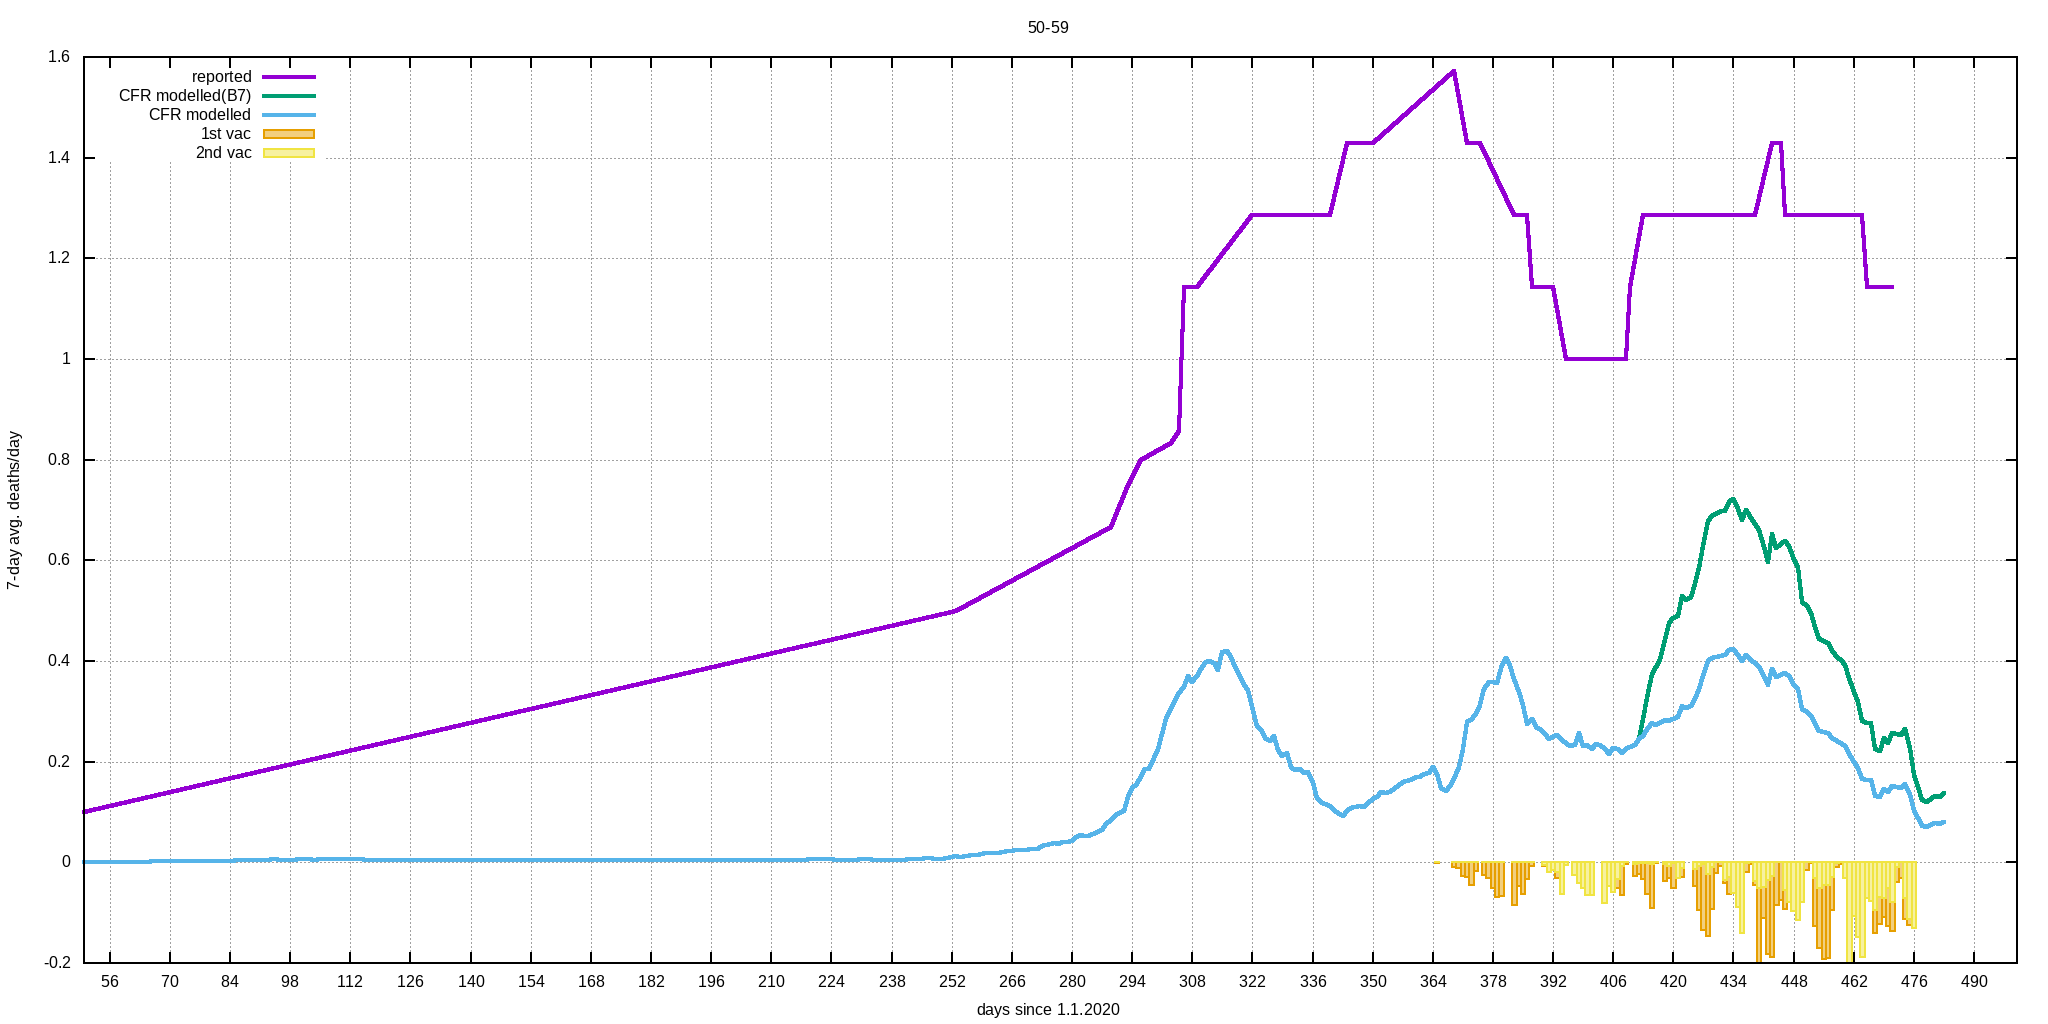 50-59
1.6
1.4
1.2
1
0.8
0.6
0.4
0.2
0
-0.2
7-day avg. deaths/day
reported
CFR modelled(B7)
CFR modelled
1st vac
2nd vac
56 70 84 98 112 126 140 154 168 182 196 210 224 238 252 266 280 294 308 322 336 350 364 378 392 406 420 434 448 462 476 490
days since 1.1.2020